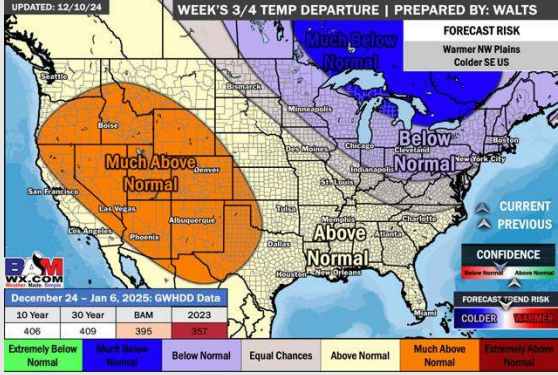 UPDATED: 12/10/24
WEEK'S 3/4 TEMP DEPARTURE | PREPARED BY: WALTS
FORECAST RISK
Warmer NW Plains
Colder SE US
Much Below
Normal
Seattle
Bismarck
Minneapolis
Boise
Below
Normal
Boston
Chicago
Cleveland
New York City
Des Moines
Indianapolis
Much Above
Normal
Denver
St. Louis
San Francisco
Las Vegas
CURRENT
PREVIOUS
Los Angeles
Albuquerque
Phoenix
Tulsa
Memphis
Charlotte
Atlanta
Above
Normal
Dallas
Houston
New Orleans
Miami
CONFIDENCE
Below Normal
Above Normal
FORECAST TREND RISK
COLDER
WARMER
BAM
WX.COM
Weather Made Simple
December 24 – Jan 6, 2025: GWHDD Data
10 Year 30 Year BAM 2023
406 409 395 357
Extremely Below Normal
Much Below Normal
Below Normal
Equal Chances
Above Normal
Much Above Normal
Extremely Above Normal